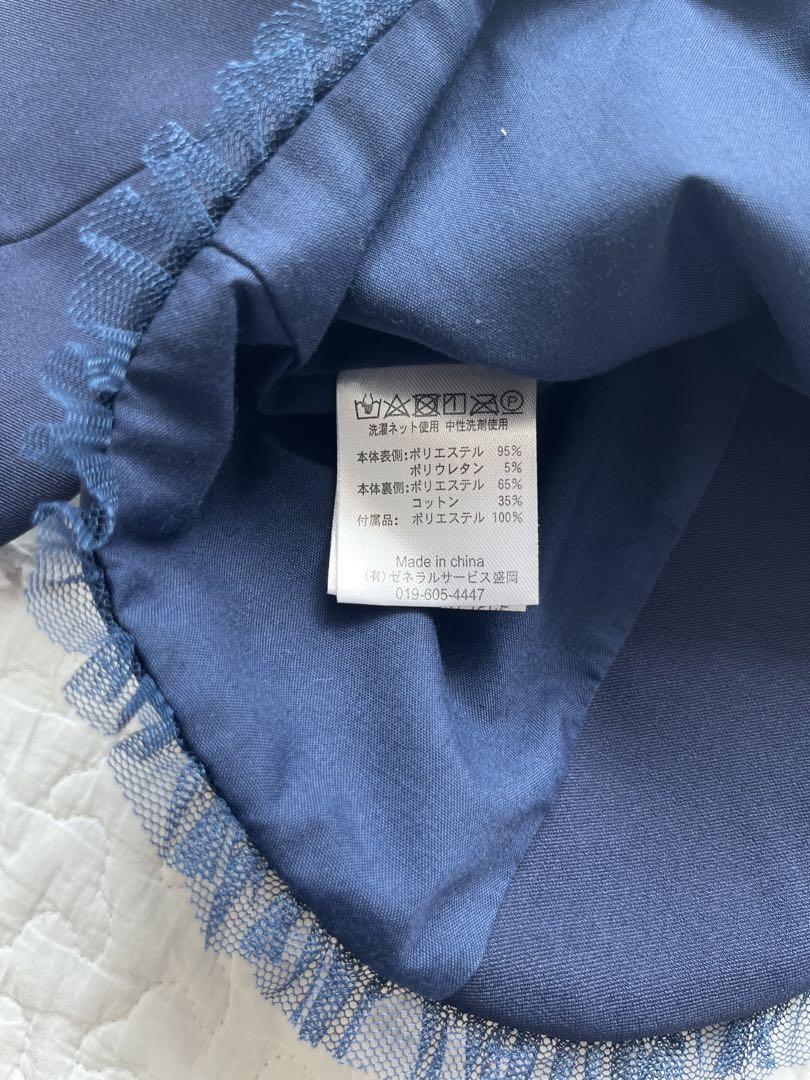 洗濯ネット使用 中性洗剤使用
本体表側:ポリエステル 95%
ポリウレタン 5%
本体裏側:ポリエステル 65%
コットン 35%
付属品: ポリエステル 100%
Made in china
(有)ゼネラルサービス盛岡
019-605-4447